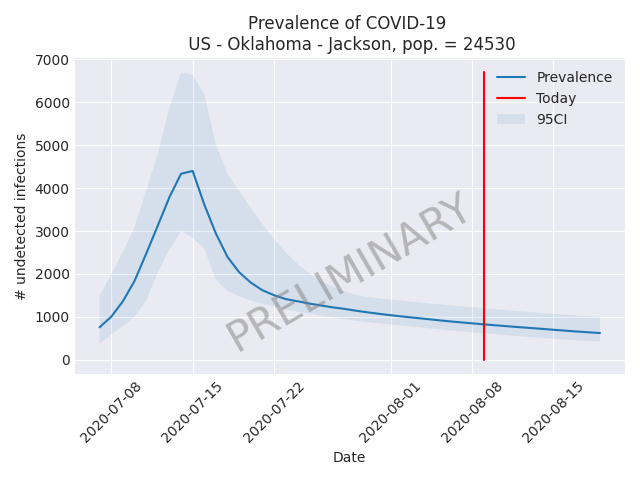 Prevalence of COVID-19
US - Oklahoma - Jackson, pop. = 24530
7000
6000
5000
4000
3000
2000
1000
0
# undetected infections
Prevalence
Today
95CI
PRELIMINARY
2020-07-08
2020-07-15
2020-07-22
2020-08-01
2020-08-08
2020-08-15
Date